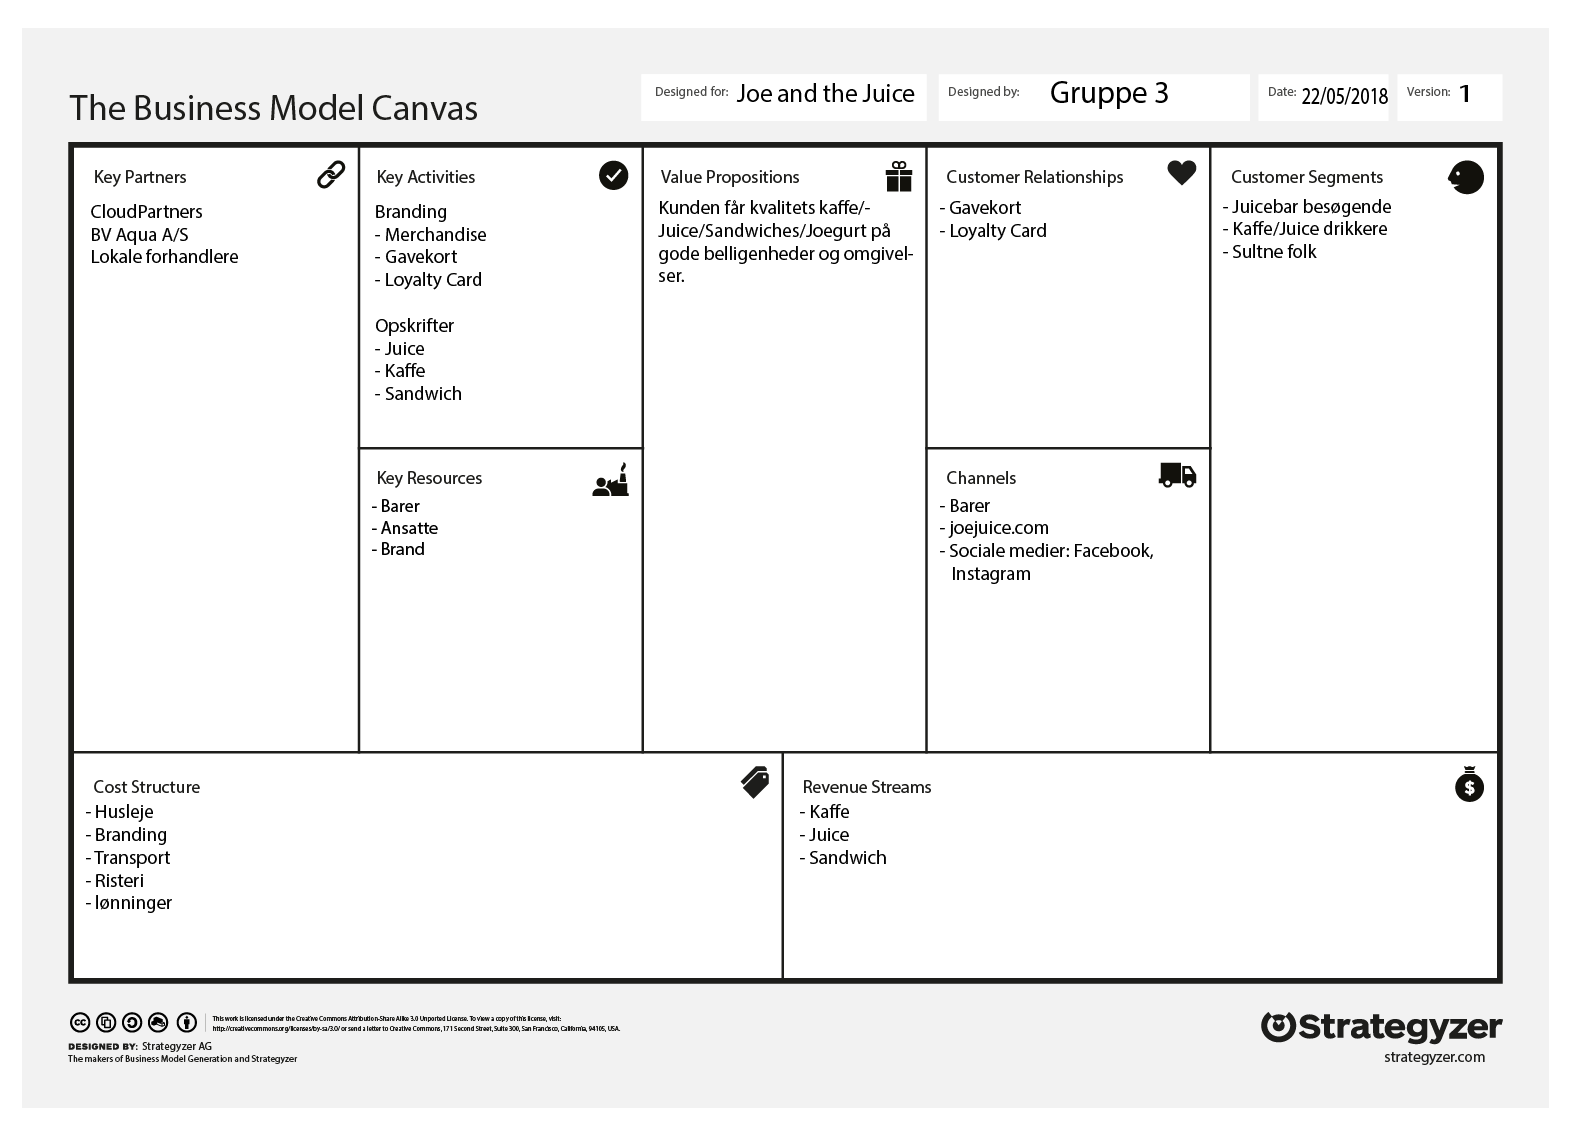 The Business Model Canvas
Designed for: Joe and the Juice
Designed by: Gruppe 3
Date: 22/05/2018
Version: 1
Key Partners
CloudPartners
BV Aqua A/S
Lokale forhandlere
Key Activities
Branding
- Merchandise
- Gavekort
- Loyalty Card
Opskrifter
- Juice
- Kaffe
- Sandwich
Key Resources
- Barer
- Ansatte
- Brand
Value Propositions
Kunden får kvalitets kaffe/-
Juice/Sandwiches/Joegurt på
gode belligenheder og omgivel-
ser.
Customer Relationships
- Gavekort
- Loyalty Card
Channels
- Barer
- joejuice.com
- Sociale medier: Facebook,
Instagram
Customer Segments
- Juicebar besøgende
- Kaffe/Juice drikkere
- Sultne folk
Cost Structure
- Husleje
- Branding
- Transport
- Risteri
- lønninger
Revenue Streams
- Kaffe
- Juice
- Sandwich
$
cc
This work is licensed under the Creative Commons Attribution-Share Alike 3.0 Unported License. To view a copy of this license, visit:
http://creativecommons.org/licenses/by-sa/3.0/ or send a letter to Creative Commons, 171 Second Street, Suite 300, San Francisco, California, 94105, USA.
DESIGNED BY: Strategyzer AG
The makers of Business Model Generation and Strategyzer
Strategyzer
strategyzer.com